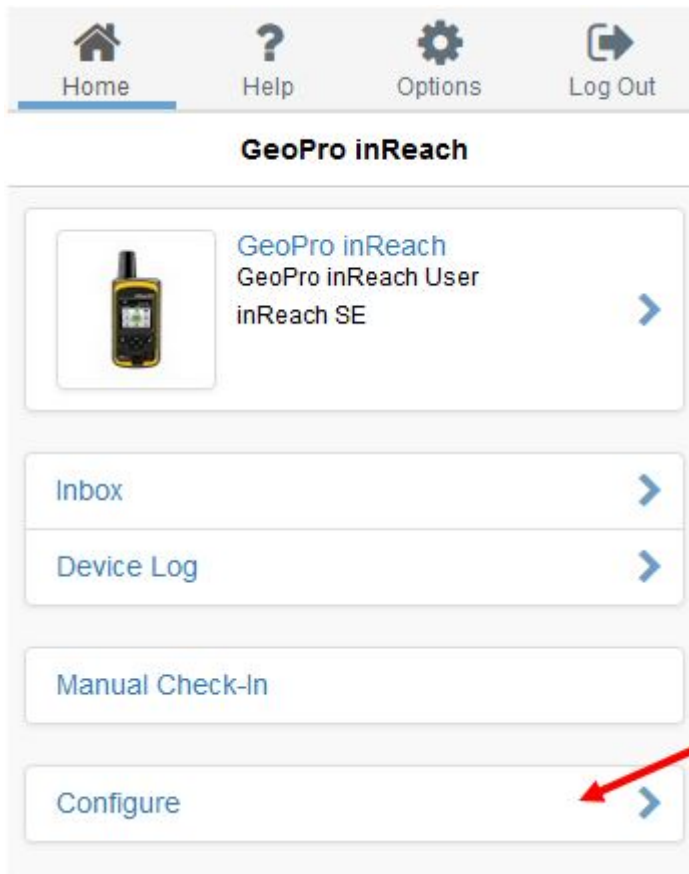 Home Help Options Log Out
GeoPro inReach
GeoPro inReach
GeoPro inReach User
inReach SE
Inbox
Device Log
Manual Check-In
Configure